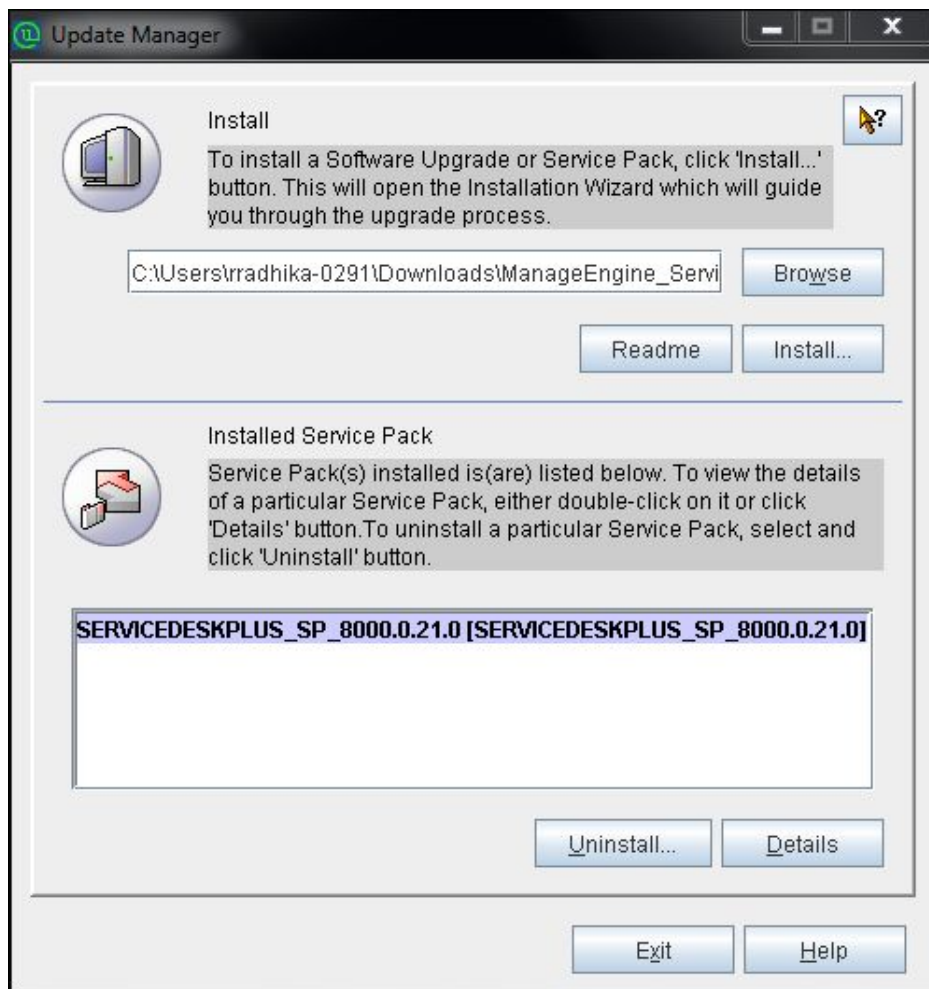 Update Manager
Install
To install a Software Upgrade or Service Pack, click 'Install...'
button. This will open the Installation Wizard which will guide
you through the upgrade process.
C:\Users\rradhika-0291\Downloads\ManageEngine_Servi
Browse
Readme
Install...
Installed Service Pack
Service Pack(s) installed is(are) listed below. To view the details
of a particular Service Pack, either double-click on it or click
'Details' button.To uninstall a particular Service Pack, select and
click 'Uninstall' button.
SERVICEDESKPLUS_SP_8000.0.21.0 [SERVICEDESKPLUS_SP_8000.0.21.0]
Uninstall...
Details
Exit
Help